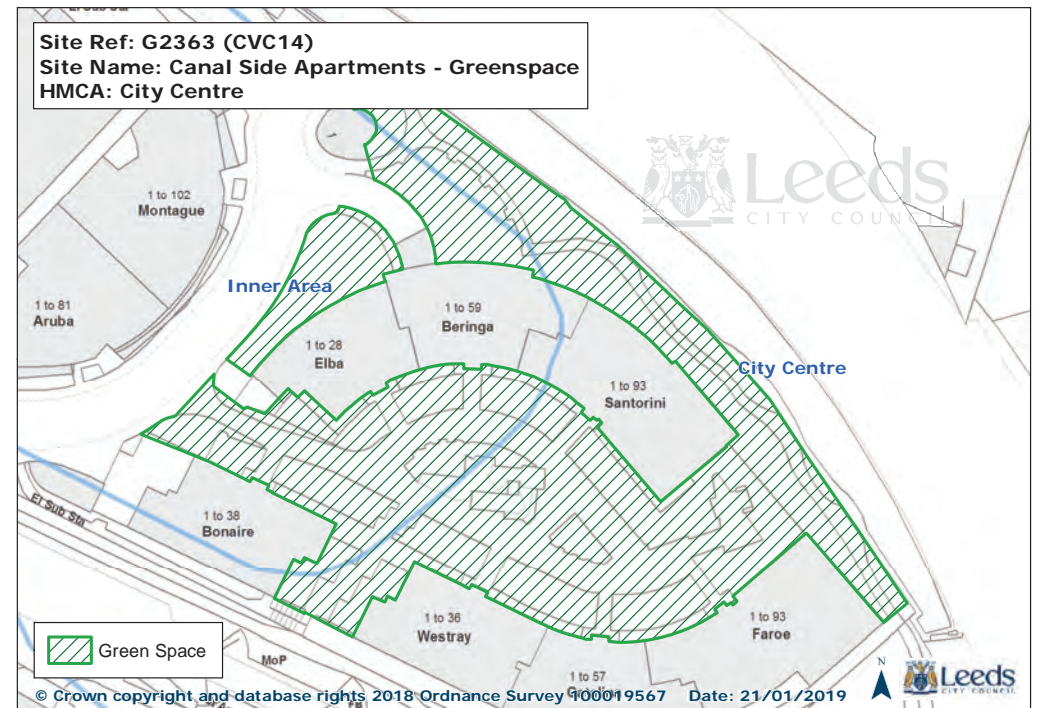 El Sub Sta
Site Ref: G2363 (CVC14)
Site Name: Canal Side Apartments - Greenspace
HMCA: City Centre
Leeds
CITY COUNCIL
1 to 102
Montague
Inner Area
1 to 81
Aruba
1 to 59
Beringa
1 to 28
Elba
City Centre
1 to 93
Santorini
El Sub Sta
1 to 38
Bonaire
1 to 36
Westray
1 to 93
Faroe
Green Space
MoP
1 to 57
N
© Crown copyright and database rights 2018 Ordnance Survey 100019567 Date: 21/01/2019
Leeds
CITY COUNCIL
FB